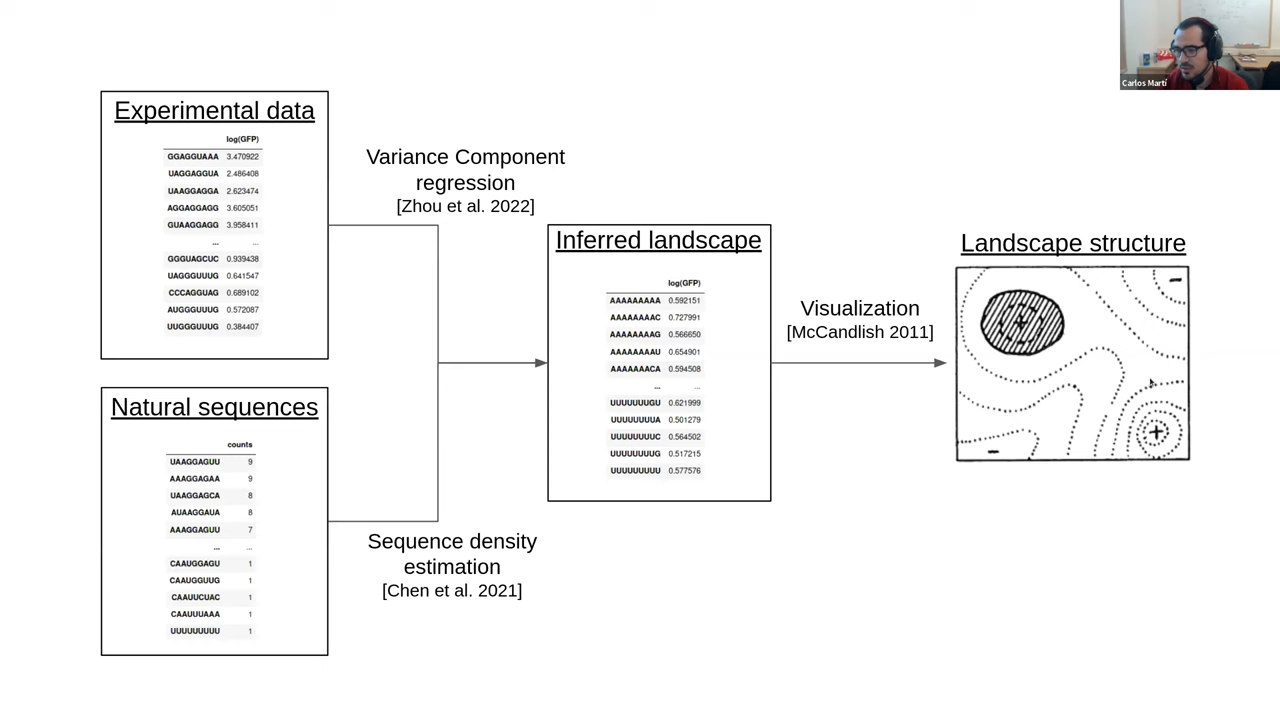 Carlos Martí
Experimental data
log(GFP)
GGAGGUAAA 3.470922
UAGGAGGUA 2.486408
UAAGGAGGA 2.623474
AGGAGGAGG 3.605051
GUAAGGAGG 3.958411
... ...
GGGUAGCUC 0.939438
UAGGGUUUG 0.641547
CCCAGGUAG 0.689102
AUGGGUUUG 0.572087
UUGGGUUUG 0.384407
Variance Component
regression
[Zhou et al. 2022]
Natural sequences
counts
UAAGGAGUU 9
AAAGGAGAA 9
UAAGGAGCA 8
AUAAGGAUA 8
AAAGGAGUU 7
... ...
CAAUGGAGU 1
CAAUGGUUG 1
CAAUUCUAC 1
CAAUUUAAA 1
UUUUUUUUU 1
Sequence density
estimation
[Chen et al. 2021]
Inferred landscape
log(GFP)
AAAAAAAAA 0.592151
AAAAAAAAC 0.727991
AAAAAAAAG 0.566650
AAAAAAAAU 0.654901
AAAAAAACA 0.594508
... ...
UUUUUUUGU 0.621999
UUUUUUUUA 0.501279
UUUUUUUUC 0.564502
UUUUUUUUG 0.517215
UUUUUUUUU 0.577576
Visualization
[McCandlish 2011]
Landscape structure